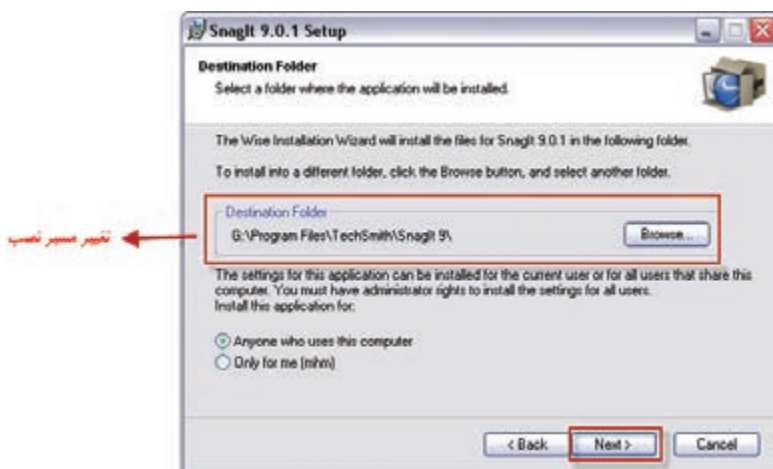 SnagIt 9.0.1 Setup
Destination Folder
Select a folder where the application will be installed.
The Wise Installation Wizard will install the files for SnagIt 9.0.1 in the following folder.
To install into a different folder, click the Browse button, and select another folder.
Destination Folder
G:\Program Files\TechSmith\SnagIt 9\
Browse...
تغییر مسیر نصب
The settings for this application can be installed for the current user or for all users that share this
computer. You must have administrator rights to install the settings for all users.
Install this application for:
Anyone who uses this computer
Only for me (mhm)
< Back
Next >
Cancel